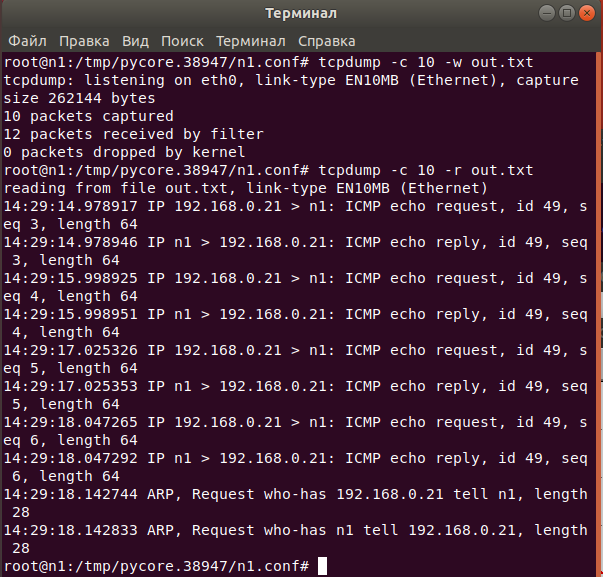 Терминал
Файл Правка Вид Поиск Терминал Справка
root@n1:/tmp/pycore.38947/n1.conf# tcpdump -c 10 -w out.txt
tcpdump: listening on eth0, link-type EN10MB (Ethernet), capture
size 262144 bytes
10 packets captured
12 packets received by filter
0 packets dropped by kernel
root@n1:/tmp/pycore.38947/n1.conf# tcpdump -c 10 -r out.txt
reading from file out.txt, link-type EN10MB (Ethernet)
14:29:14.978917 IP 192.168.0.21 > n1: ICMP echo request, id 49, s
eq 3, length 64
14:29:14.978946 IP n1 > 192.168.0.21: ICMP echo reply, id 49, seq
 3, length 64
14:29:15.998925 IP 192.168.0.21 > n1: ICMP echo request, id 49, s
eq 4, length 64
14:29:15.998951 IP n1 > 192.168.0.21: ICMP echo reply, id 49, seq
 4, length 64
14:29:17.025326 IP 192.168.0.21 > n1: ICMP echo request, id 49, s
eq 5, length 64
14:29:17.025353 IP n1 > 192.168.0.21: ICMP echo reply, id 49, seq
 5, length 64
14:29:18.047265 IP 192.168.0.21 > n1: ICMP echo request, id 49, s
eq 6, length 64
14:29:18.047292 IP n1 > 192.168.0.21: ICMP echo reply, id 49, seq
 6, length 64
14:29:18.142744 ARP, Request who-has 192.168.0.21 tell n1, length
 28
14:29:18.142833 ARP, Request who-has n1 tell 192.168.0.21, length
 28
root@n1:/tmp/pycore.38947/n1.conf#